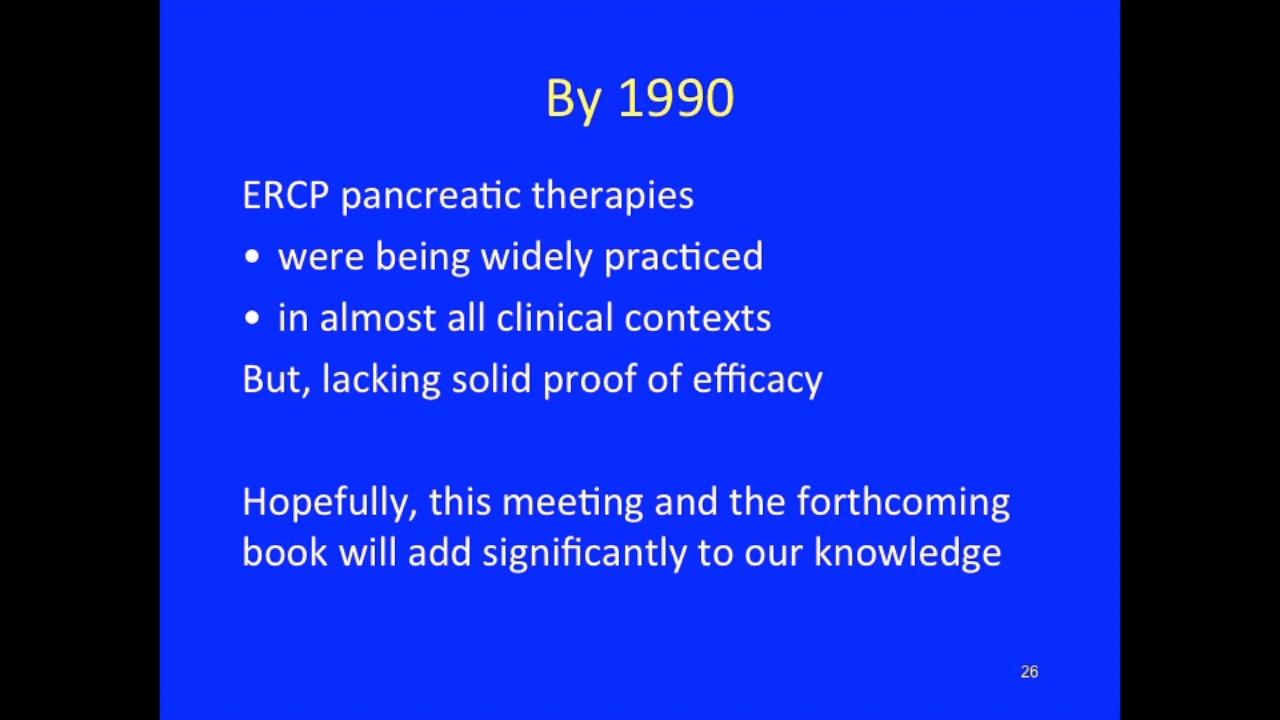 By 1990
ERCP pancreatic therapies
• were being widely practiced
• in almost all clinical contexts
But, lacking solid proof of efficacy
Hopefully, this meeting and the forthcoming
book will add significantly to our knowledge
26